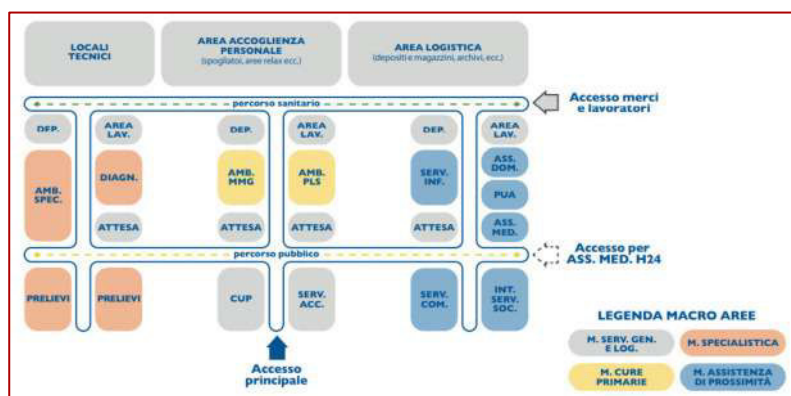 LOCALI
TECNICI
AREA ACCOGLIENZA
PERSONALE
(spogliatoi, aree relax ecc.)
AREA LOGISTICA
(depositi e magazzini, archivi, ecc.)
percorso sanitario
Accesso merci
e lavoratori
DEP.
AREA
LAV.
DEP.
AREA
LAV.
DEP.
AREA
LAV.
AMB.
SPEC.
DIAGN.
AMB.
MMG
AMB.
PLS
SERV.
INF.
ASS.
DOM.
PUA
ASS.
MED.
ATTESA
ATTESA
ATTESA
ATTESA
percorso pubblico
Accesso per
ASS. MED. H24
PRELIEVI
PRELIEVI
CUP
SERV.
ACC.
SERV.
COM.
INT.
SERV.
SOC.
Accesso
principale
LEGENDA MACRO AREE
M. SERV. GEN.
E LOG.
M. SPECIALISTICA
M. CURE
PRIMARIE
M. ASSISTENZA
DI PROSSIMITÀ